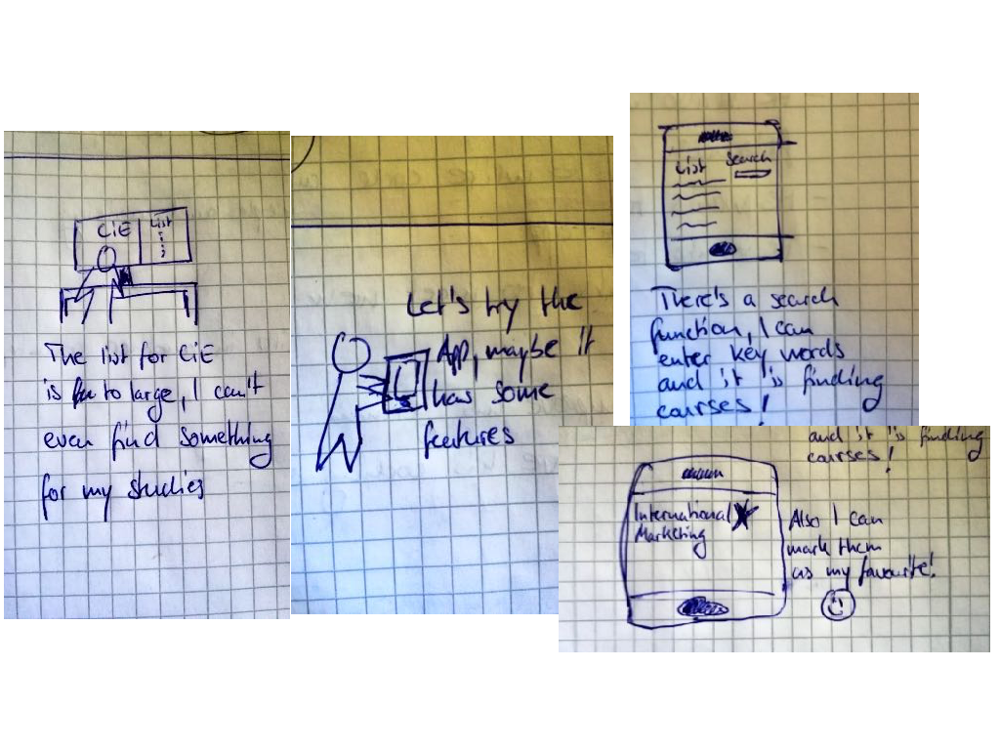 CiE
List
The list for CiE
is to large, I can't
even find something
for my studies
Let's try the
App, maybe it
has some
features
List
Search
There's a search
function, I can
enter key words
and it is finding
courses!
and it is finding
courses!
International
Marketing
Also I can
mark them
as my favourite!